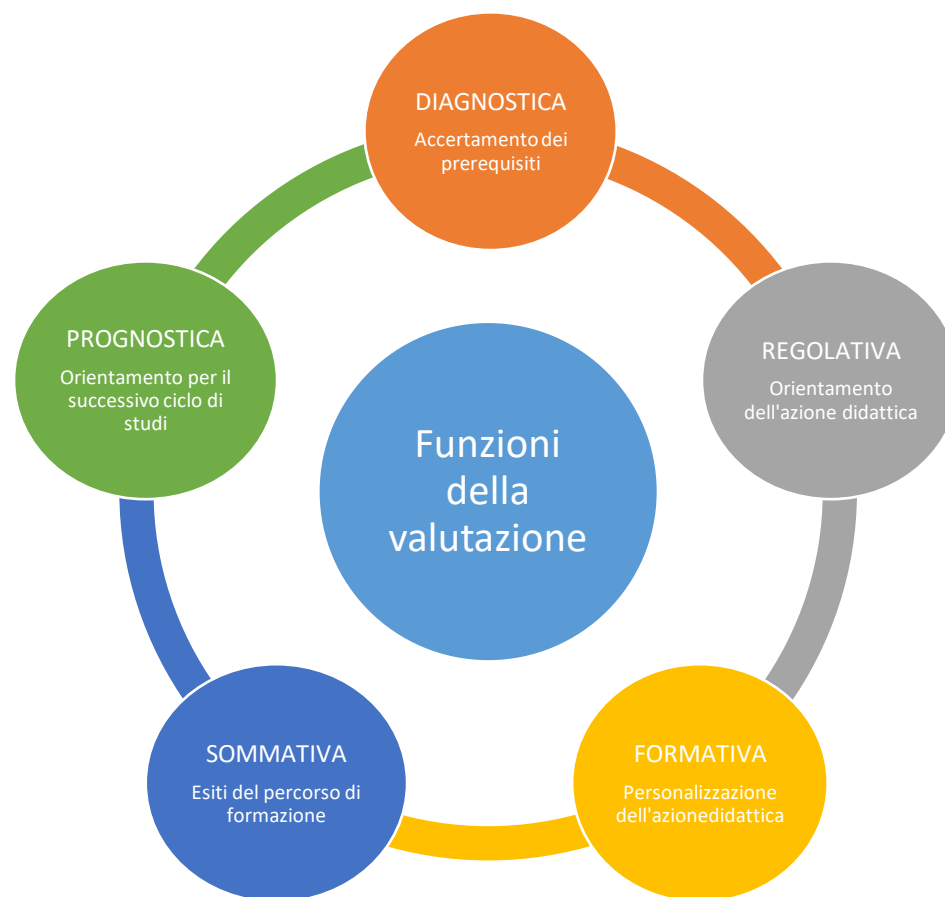 DIAGNOSTICA
Accertamento dei
prerequisiti
REGOLATIVA
Orientamento
dell'azione didattica
FORMATIVA
Personalizzazione
dell'azionedidattica
SOMMATIVA
Esiti del percorso di
formazione
PROGNOSTICA
Orientamento per il
successivo ciclo di
studi
Funzioni
della
valutazione